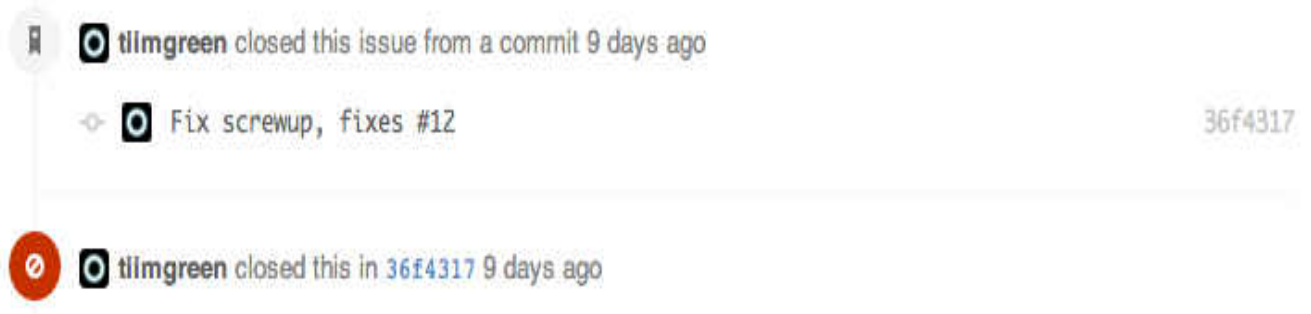 tiimgreen closed this issue from a commit 9 days ago
Fix screwup, fixes #12 36f4317
tiimgreen closed this in 36f4317 9 days ago